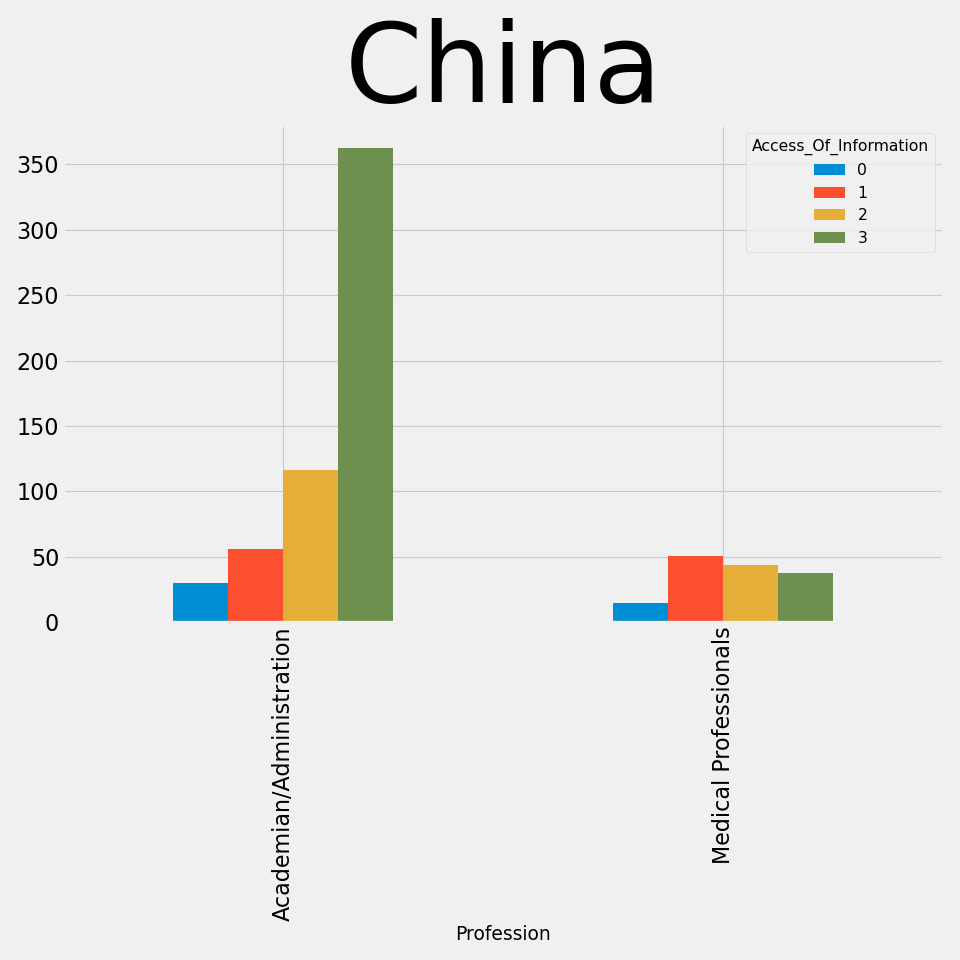 China
Access_Of_Information
0
1
2
3
350
300
250
200
150
100
50
0
Academian/Administration
Medical Professionals
Profession